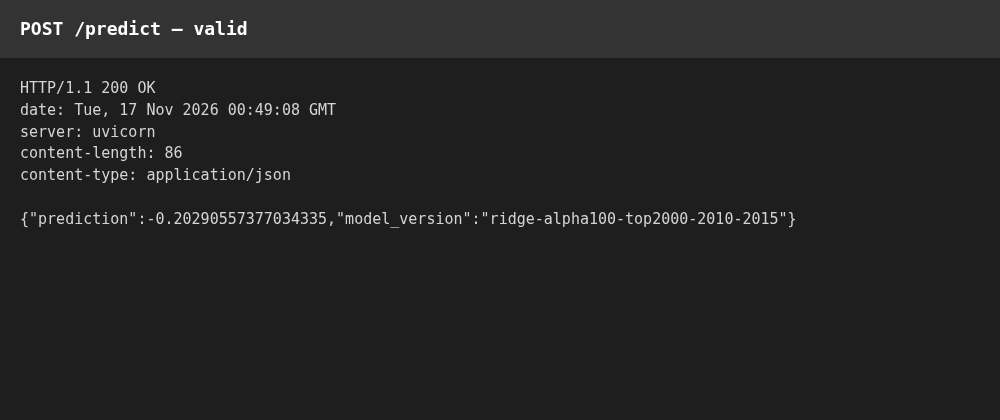 POST /predict — valid
HTTP/1.1 200 OK
date: Tue, 17 Nov 2026 00:49:08 GMT
server: uvicorn
content-length: 86
content-type: application/json
{"prediction":-0.20290557377034335,"model_version":"ridge-alpha100-top2000-2010-2015"}